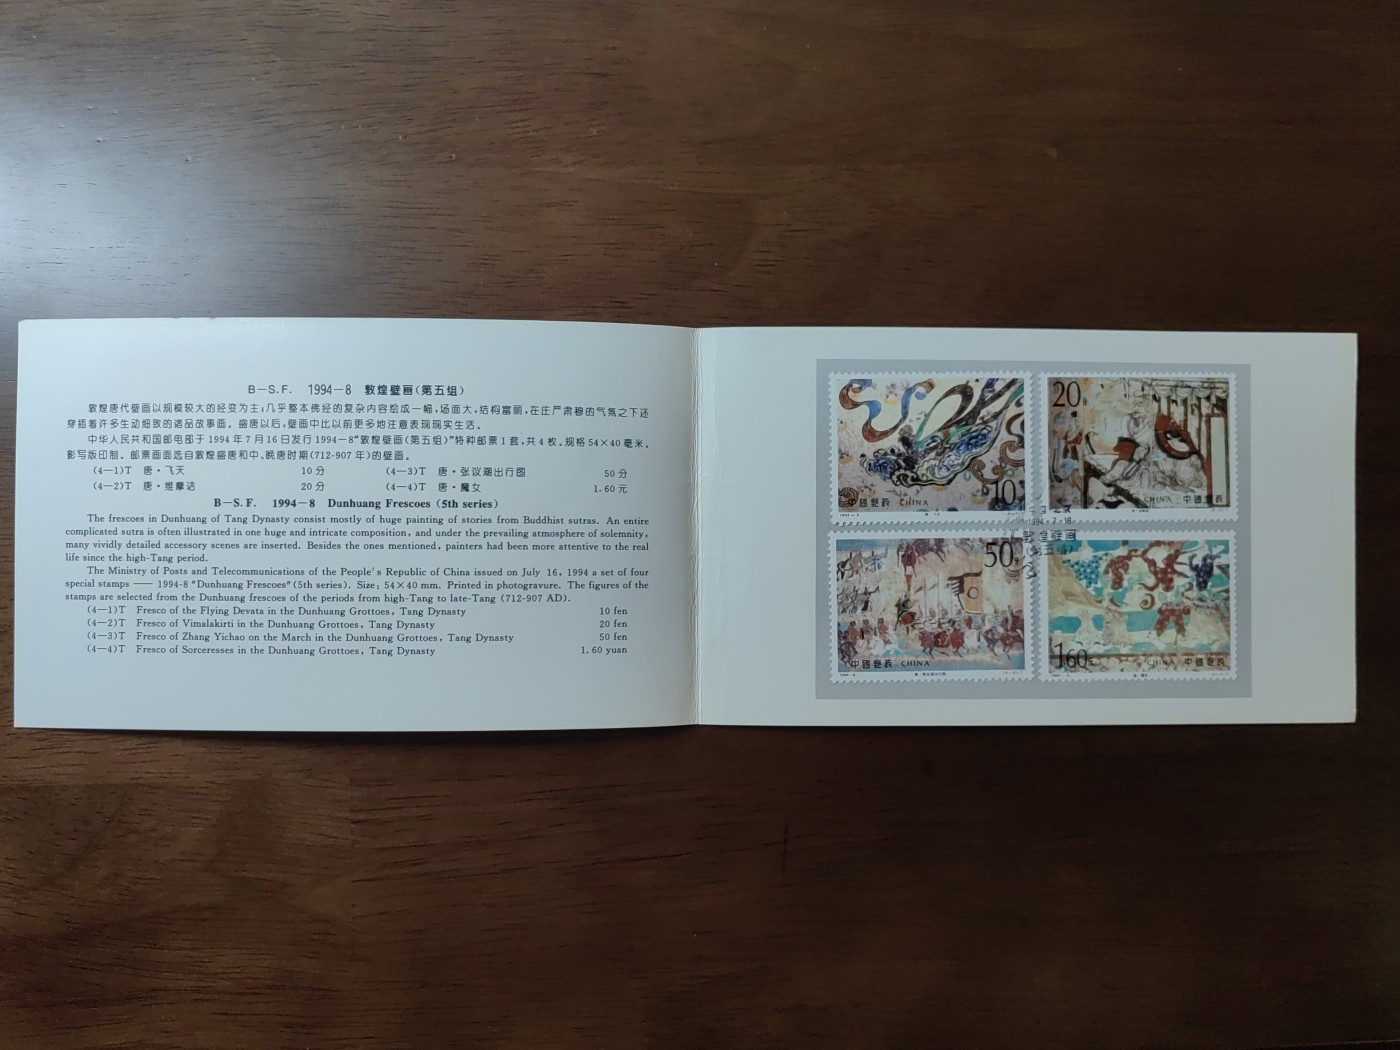 B－S.F.　1994－8　敦煌壁画(第五组)
敦煌唐代壁画以规模较大的经变为主;几乎整本佛经的复杂内容绘成一幅,场面大,结构富丽,在庄严肃穆的气氛之下还
穿插着许多生动细致的诸品故事画。盛唐以后,壁画中比以前更多地注意表现现实生活。
中华人民共和国邮电部于1994年7月16日发行1994－8“敦煌壁画(第五组)”特种邮票1套,共4枚。规格54×40毫米。
影写版印制。邮票画面选自敦煌盛唐和中、晚唐时期(712-907年)的壁画。
(4－1)T　唐·飞天　10分　(4－3)T　唐·张议潮出行图　50分
(4－2)T　唐·维摩诘　20分　(4－4)T　唐·魔女　1.60元
B－S.F.　1994－8　Dunhuang Frescoes (5th series)
The frescoes in Dunhuang of Tang Dynasty consist mostly of huge painting of stories from Buddhist sutras. An entire
complicated sutra is often illustrated in one huge and intricate composition, and under the prevailing atmosphere of solemnity,
many vividly detailed accessory scenes are inserted. Besides the ones mentioned, painters had been more attentive to the real
life since the high-Tang period.
The Ministry of Posts and Telecommunications of the People's Republic of China issued on July 16, 1994 a set of four
special stamps —— 1994-8 "Dunhuang Frescoes" (5th series). Size: 54×40 mm. Printed in photogravure. The figures of the
stamps are selected from the Dunhuang frescoes of the periods from high-Tang to late-Tang (712-907 AD).
(4－1)T　Fresco of the Flying Devata in the Dunhuang Grottoes, Tang Dynasty　10 fen
(4－2)T　Fresco of Vimalakirti in the Dunhuang Grottoes, Tang Dynasty　20 fen
(4－3)T　Fresco of Zhang Yichao on the March in the Dunhuang Grottoes, Tang Dynasty　50 fen
(4－4)T　Fresco of Sorceresses in the Dunhuang Grottoes, Tang Dynasty　1.60 yuan
10
中國郵政 CHINA
20
CHINA 中國郵政
1994·7·16
敦煌壁画
(第五组)
50
中國郵政 CHINA
160
CHINA 中國郵政